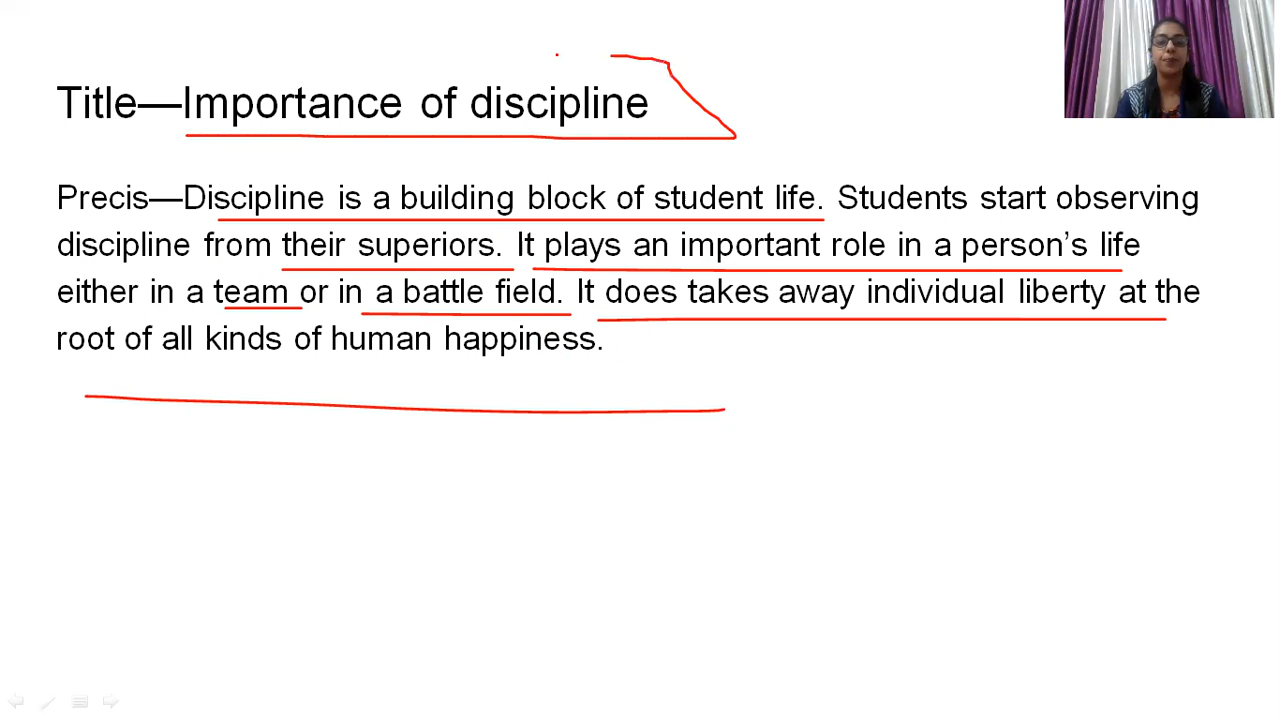 Title—Importance of discipline
Precis—Discipline is a building block of student life. Students start observing
discipline from their superiors. It plays an important role in a person’s life
either in a team or in a battle field. It does takes away individual liberty at the
root of all kinds of human happiness.